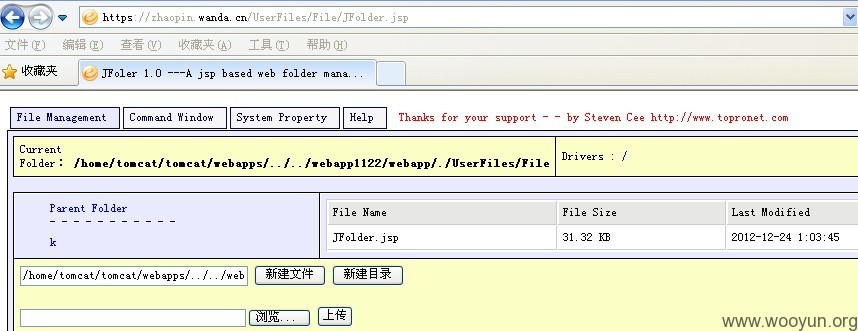 https://zhaopin.wanda.cn/UserFiles/File/JFolder.jsp
文件(F) 编辑(E) 查看(V) 收藏夹(A) 工具(T) 帮助(H)
收藏夹 JFoler 1.0 ---A jsp based web folder mana...
File Management Command Window System Property Help Thanks for your support - - by Steven Cee http://www.topronet.com
Current
Folder: /home/tomcat/tomcat/webapps/../../webapp1122/webapp/./UserFiles/File Drivers : /
Parent Folder
- - - - - - - - - - -
k
File Name File Size Last Modified
JFolder.jsp 31.32 KB 2012-12-24 1:03:45
/home/tomcat/tomcat/webapps/../../web 新建文件 新建目录
浏览... 上传
www.wooyun.org